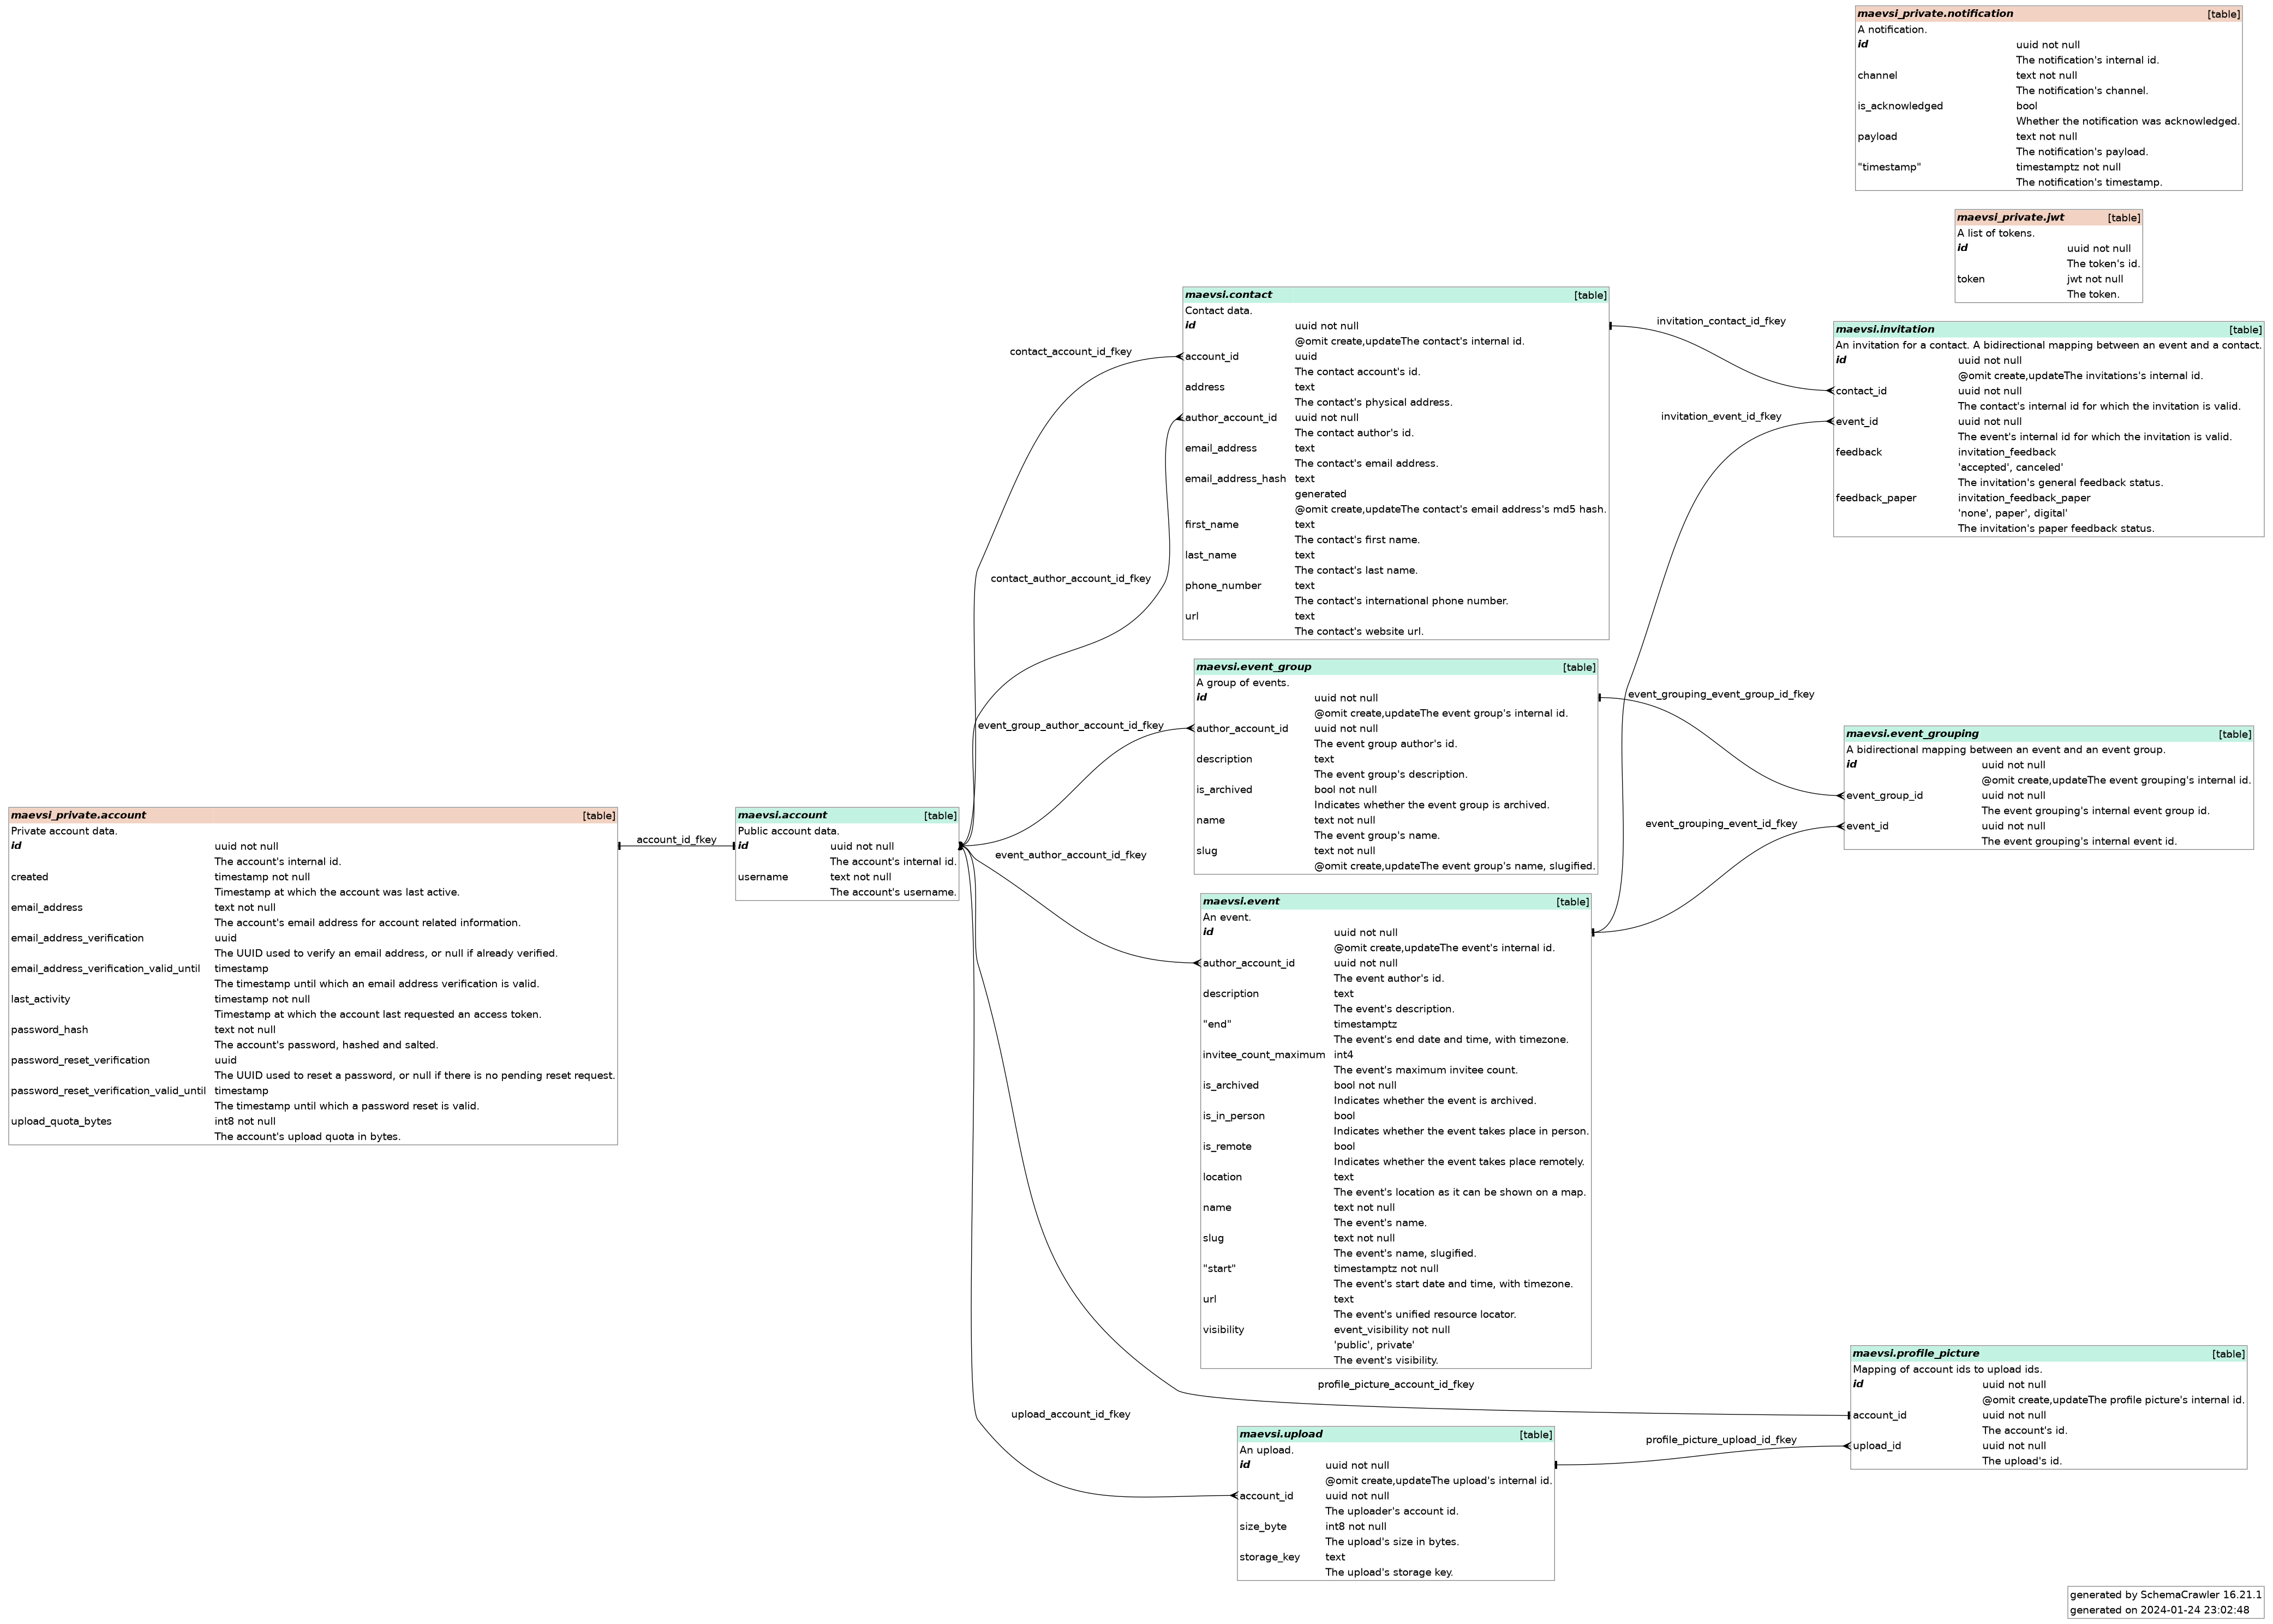 maevsi_private.notification [table]
A notification.
id uuid not null
The notification's internal id.
channel text not null
The notification's channel.
is_acknowledged bool
Whether the notification was acknowledged.
payload text not null
The notification's payload.
"timestamp" timestamptz not null
The notification's timestamp.
maevsi_private.jwt [table]
A list of tokens.
id uuid not null
The token's id.
token jwt not null
The token.
maevsi.contact [table]
Contact data.
id uuid not null
@omit create,updateThe contact's internal id.
account_id uuid
The contact account's id.
address text
The contact's physical address.
author_account_id uuid not null
The contact author's id.
email_address text
The contact's email address.
email_address_hash text
generated
@omit create,updateThe contact's email address's md5 hash.
first_name text
The contact's first name.
last_name text
The contact's last name.
phone_number text
The contact's international phone number.
url text
The contact's website url.
invitation_contact_id_fkey
invitation_event_id_fkey
maevsi.invitation [table]
An invitation for a contact. A bidirectional mapping between an event and a contact.
id uuid not null
@omit create,updateThe invitations's internal id.
contact_id uuid not null
The contact's internal id for which the invitation is valid.
event_id uuid not null
The event's internal id for which the invitation is valid.
feedback invitation_feedback
'accepted', canceled'
The invitation's general feedback status.
feedback_paper invitation_feedback_paper
'none', paper', digital'
The invitation's paper feedback status.
contact_account_id_fkey
contact_author_account_id_fkey
event_group_author_account_id_fkey
event_author_account_id_fkey
maevsi.event_group [table]
A group of events.
id uuid not null
@omit create,updateThe event group's internal id.
author_account_id uuid not null
The event group author's id.
description text
The event group's description.
is_archived bool not null
Indicates whether the event group is archived.
name text not null
The event group's name.
slug text not null
@omit create,updateThe event group's name, slugified.
event_grouping_event_group_id_fkey
event_grouping_event_id_fkey
maevsi.event_grouping [table]
A bidirectional mapping between an event and an event group.
id uuid not null
@omit create,updateThe event grouping's internal id.
event_group_id uuid not null
The event grouping's internal event group id.
event_id uuid not null
The event grouping's internal event id.
maevsi_private.account [table]
Private account data.
id uuid not null
The account's internal id.
created timestamp not null
Timestamp at which the account was last active.
email_address text not null
The account's email address for account related information.
email_address_verification uuid
The UUID used to verify an email address, or null if already verified.
email_address_verification_valid_until timestamp
The timestamp until which an email address verification is valid.
last_activity timestamp not null
Timestamp at which the account last requested an access token.
password_hash text not null
The account's password, hashed and salted.
password_reset_verification uuid
The UUID used to reset a password, or null if there is no pending reset request.
password_reset_verification_valid_until timestamp
The timestamp until which a password reset is valid.
upload_quota_bytes int8 not null
The account's upload quota in bytes.
account_id_fkey
maevsi.account [table]
Public account data.
id uuid not null
The account's internal id.
username text not null
The account's username.
maevsi.event [table]
An event.
id uuid not null
@omit create,updateThe event's internal id.
author_account_id uuid not null
The event author's id.
description text
The event's description.
"end" timestamptz
The event's end date and time, with timezone.
invitee_count_maximum int4
The event's maximum invitee count.
is_archived bool not null
Indicates whether the event is archived.
is_in_person bool
Indicates whether the event takes place in person.
is_remote bool
Indicates whether the event takes place remotely.
location text
The event's location as it can be shown on a map.
name text not null
The event's name.
slug text not null
The event's name, slugified.
"start" timestamptz not null
The event's start date and time, with timezone.
url text
The event's unified resource locator.
visibility event_visibility not null
'public', private'
The event's visibility.
profile_picture_account_id_fkey
upload_account_id_fkey
maevsi.upload [table]
An upload.
id uuid not null
@omit create,updateThe upload's internal id.
account_id uuid not null
The uploader's account id.
size_byte int8 not null
The upload's size in bytes.
storage_key text
The upload's storage key.
profile_picture_upload_id_fkey
maevsi.profile_picture [table]
Mapping of account ids to upload ids.
id uuid not null
@omit create,updateThe profile picture's internal id.
account_id uuid not null
The account's id.
upload_id uuid not null
The upload's id.
generated by SchemaCrawler 16.21.1
generated on 2024-01-24 23:02:48